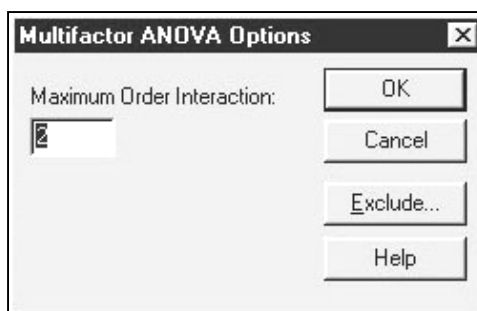 Multifactor ANOVA Options
Maximum Order Interaction:
2
OK
Cancel
Exclude...
Help